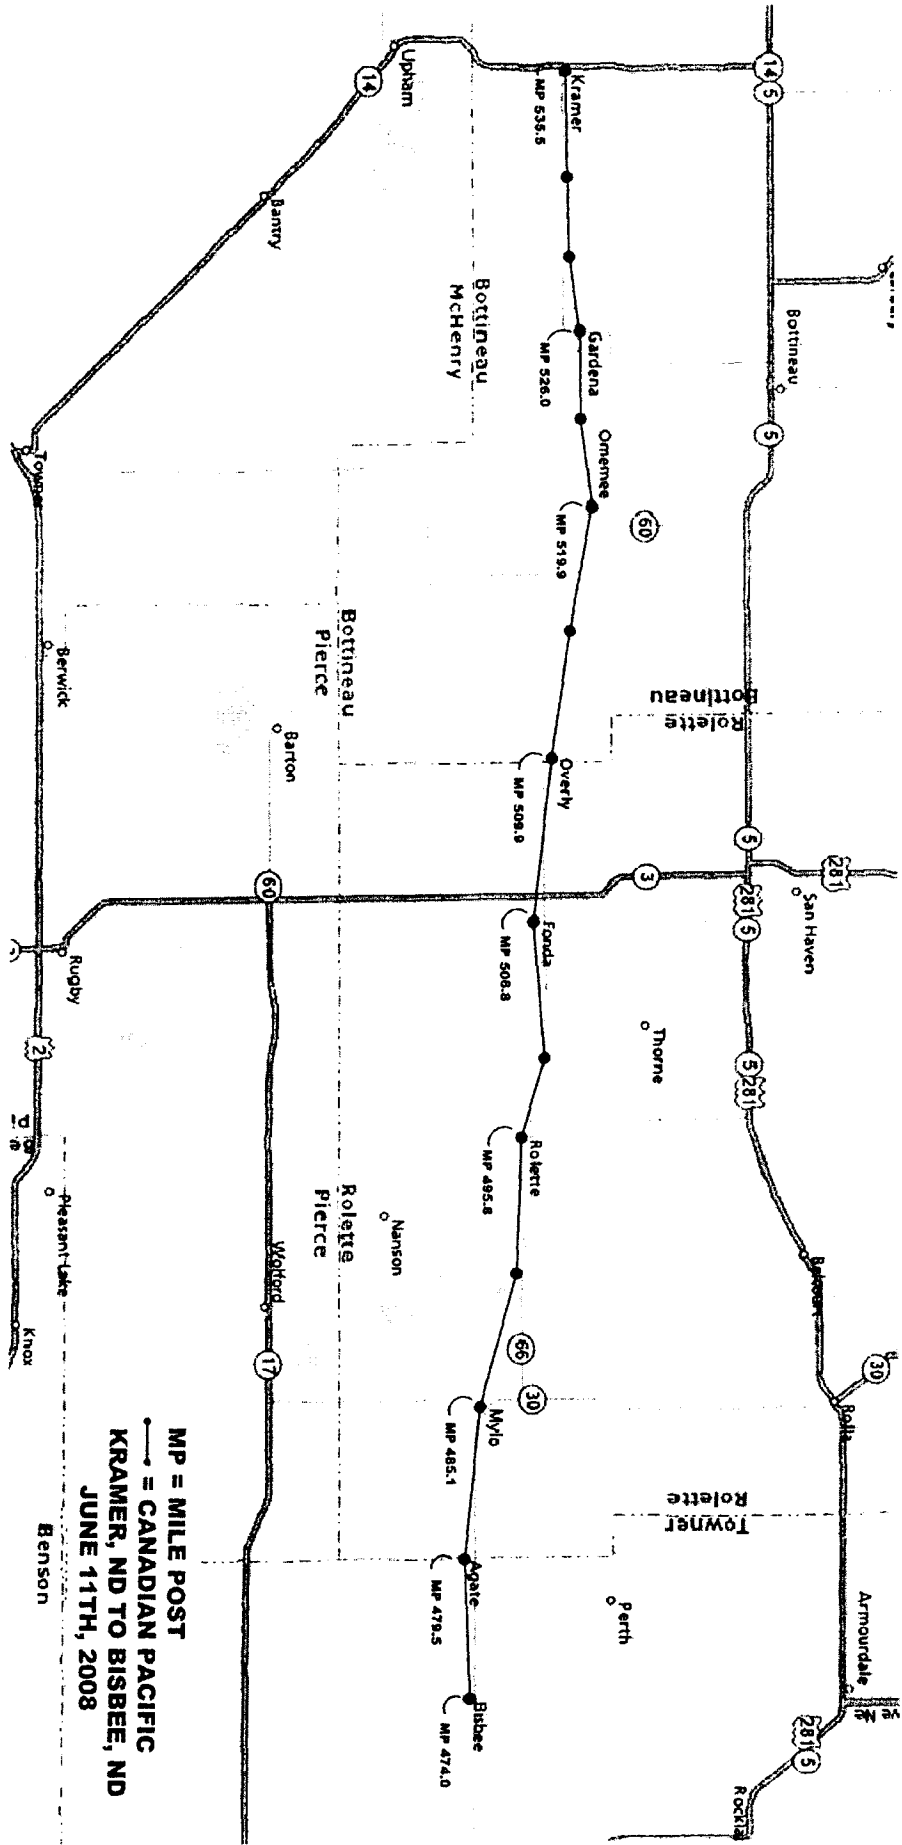 Kramer
MP 535.5
Gardena
MP 526.0
Omemee
MP 519.9
Overly
MP 509.9
Fonda
MP 506.8
Rolette
MP 495.8
Mylo
MP 485.1
Agate
MP 479.5
Bisbee
MP 474.0
14
5
Bottineau
5
60
Bottineau
Rolette
5
281
3
281
5
San Haven
Thorne
5
281
Belcourt
30
Rolla
66
30
Towner
Rolette
Perth
Armourdale
281
5
Upham
14
Bantry
Bottineau
McHenry
Towner
Berwick
Bottineau
Pierce
Barton
60
Rugby
2
Rolette
Pierce
Nanson
Wolford
17
Pleasant Lake
Knox
Benson
MP = MILE POST
= CANADIAN PACIFIC
KRAMER, ND TO BISBEE, ND
JUNE 11TH, 2008